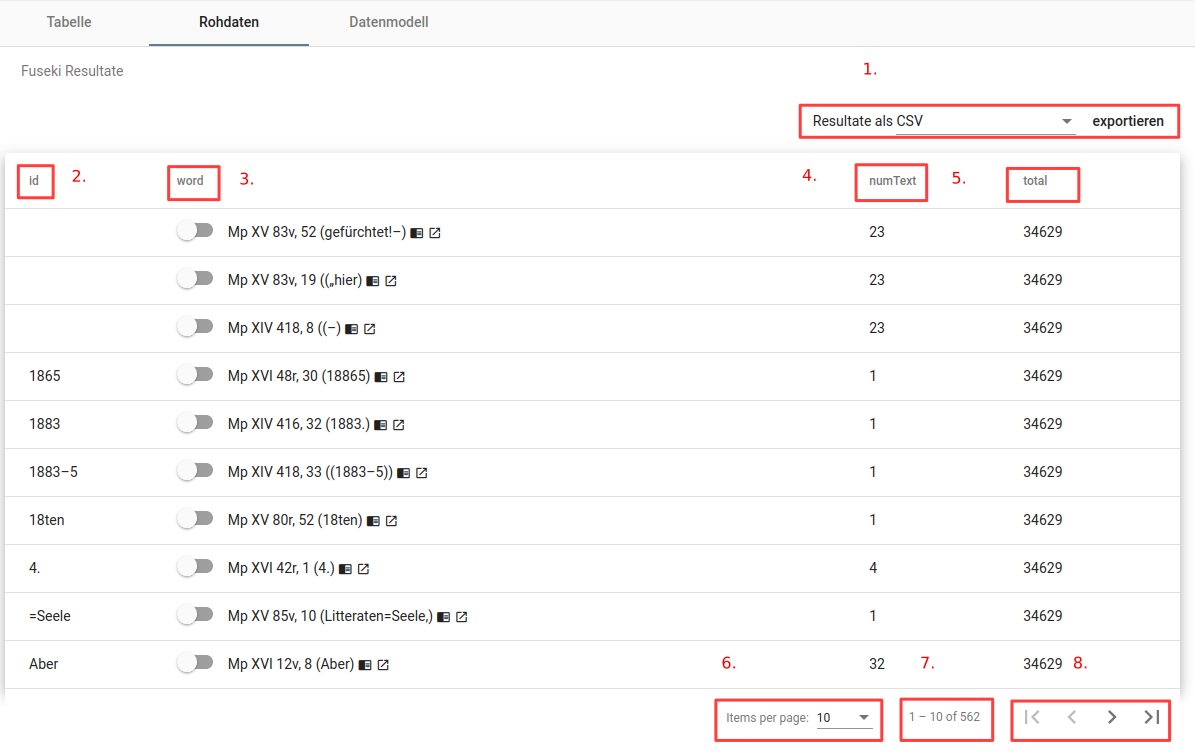 Tabelle Rohdaten Datenmodell
Fuseki Resultate
1.
Resultate als CSV exportieren
id 2. word 3. 4. numText 5. total
Mp XV 83v, 52 (gefürchtet!–) 23 34629
Mp XV 83v, 19 ((„hier) 23 34629
Mp XIV 418, 8 ((–) 23 34629
1865 Mp XVI 48r, 30 (18865) 1 34629
1883 Mp XIV 416, 32 (1883.) 1 34629
1883–5 Mp XIV 418, 33 ((1883–5)) 1 34629
18ten Mp XV 80r, 52 (18ten) 1 34629
4. Mp XVI 42r, 1 (4.) 4 34629
=Seele Mp XV 85v, 10 (Litteraten=Seele,) 1 34629
Aber Mp XVI 12v, 8 (Aber) 6. 32 7. 34629 8.
Items per page: 10 1 – 10 of 562